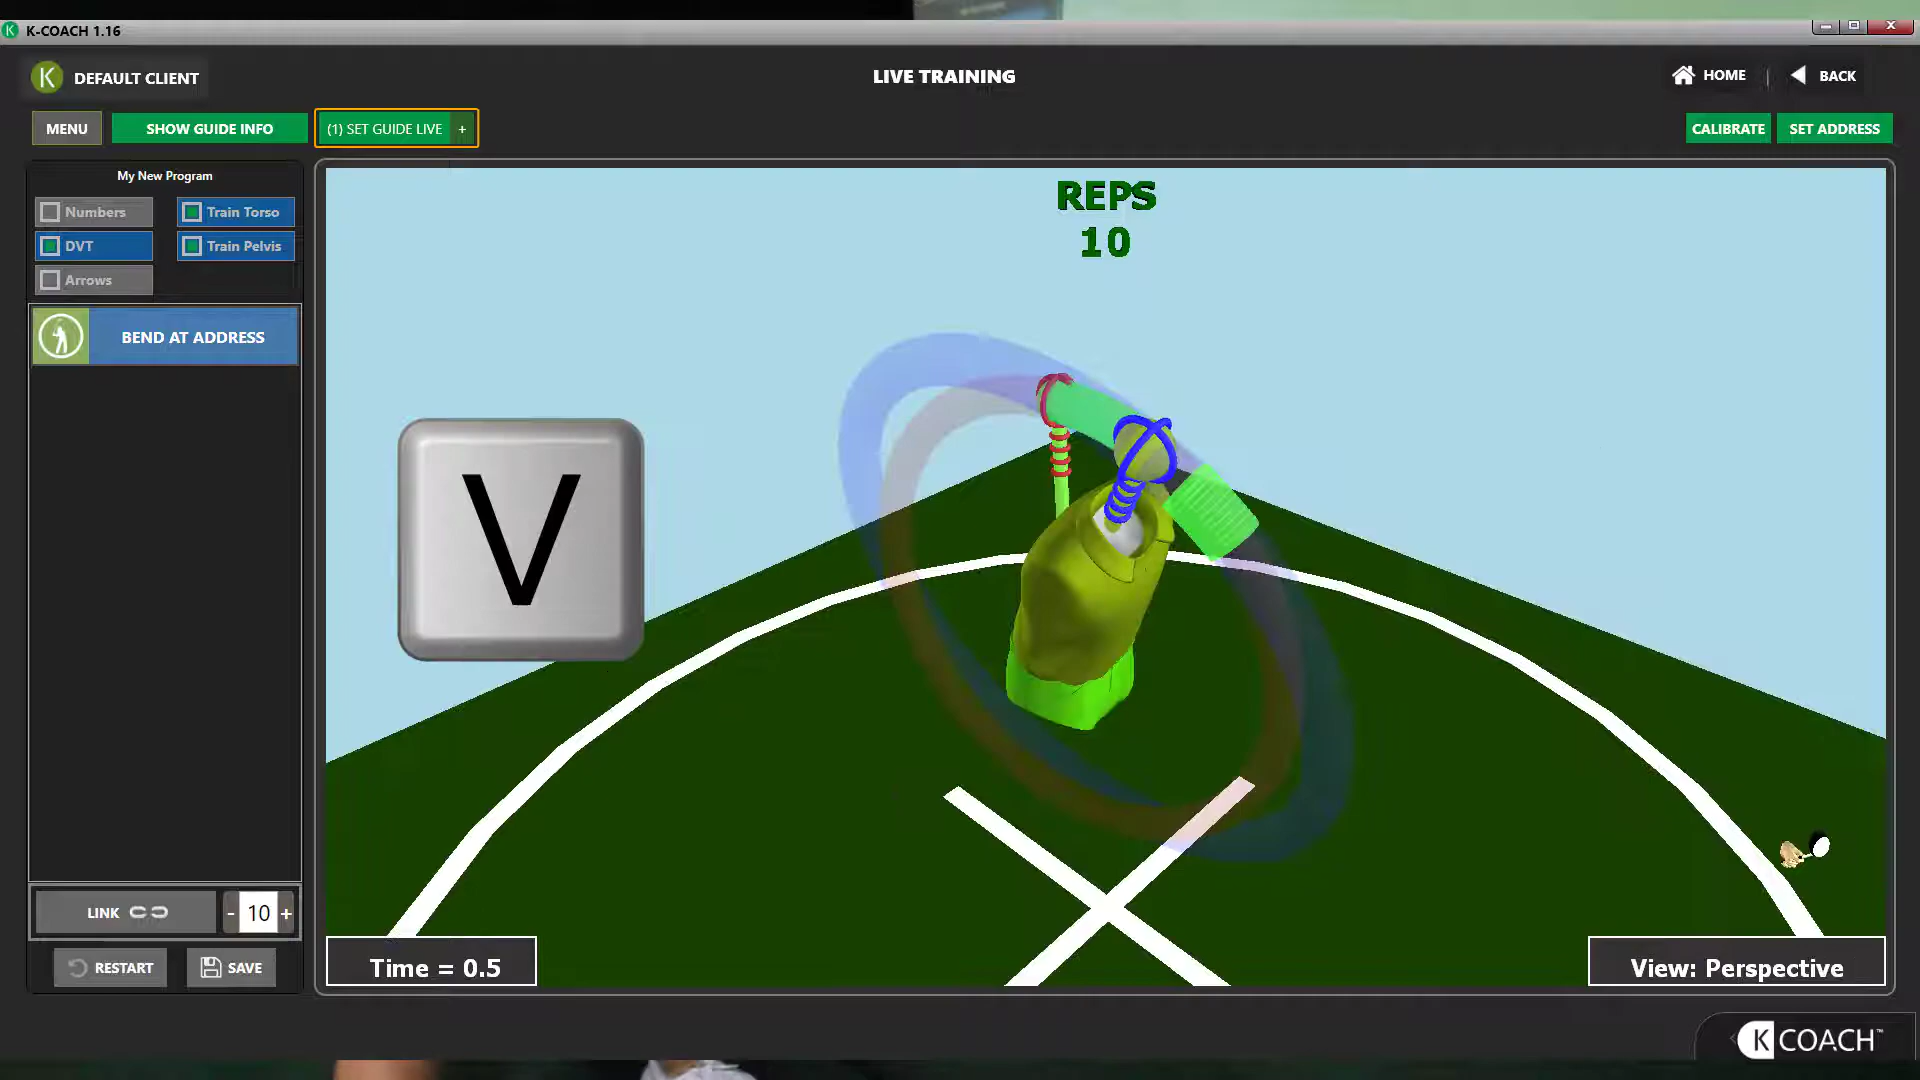 K K-COACH 1.16
K DEFAULT CLIENT
LIVE TRAINING
HOME | BACK
MENU
SHOW GUIDE INFO
(1) SET GUIDE LIVE +
CALIBRATE
SET ADDRESS
My New Program
Numbers
Train Torso
DVT
Train Pelvis
Arrows
BEND AT ADDRESS
REPS
10
V
LINK
- 10 +
RESTART
SAVE
Time = 0.5
View: Perspective
K COACH™